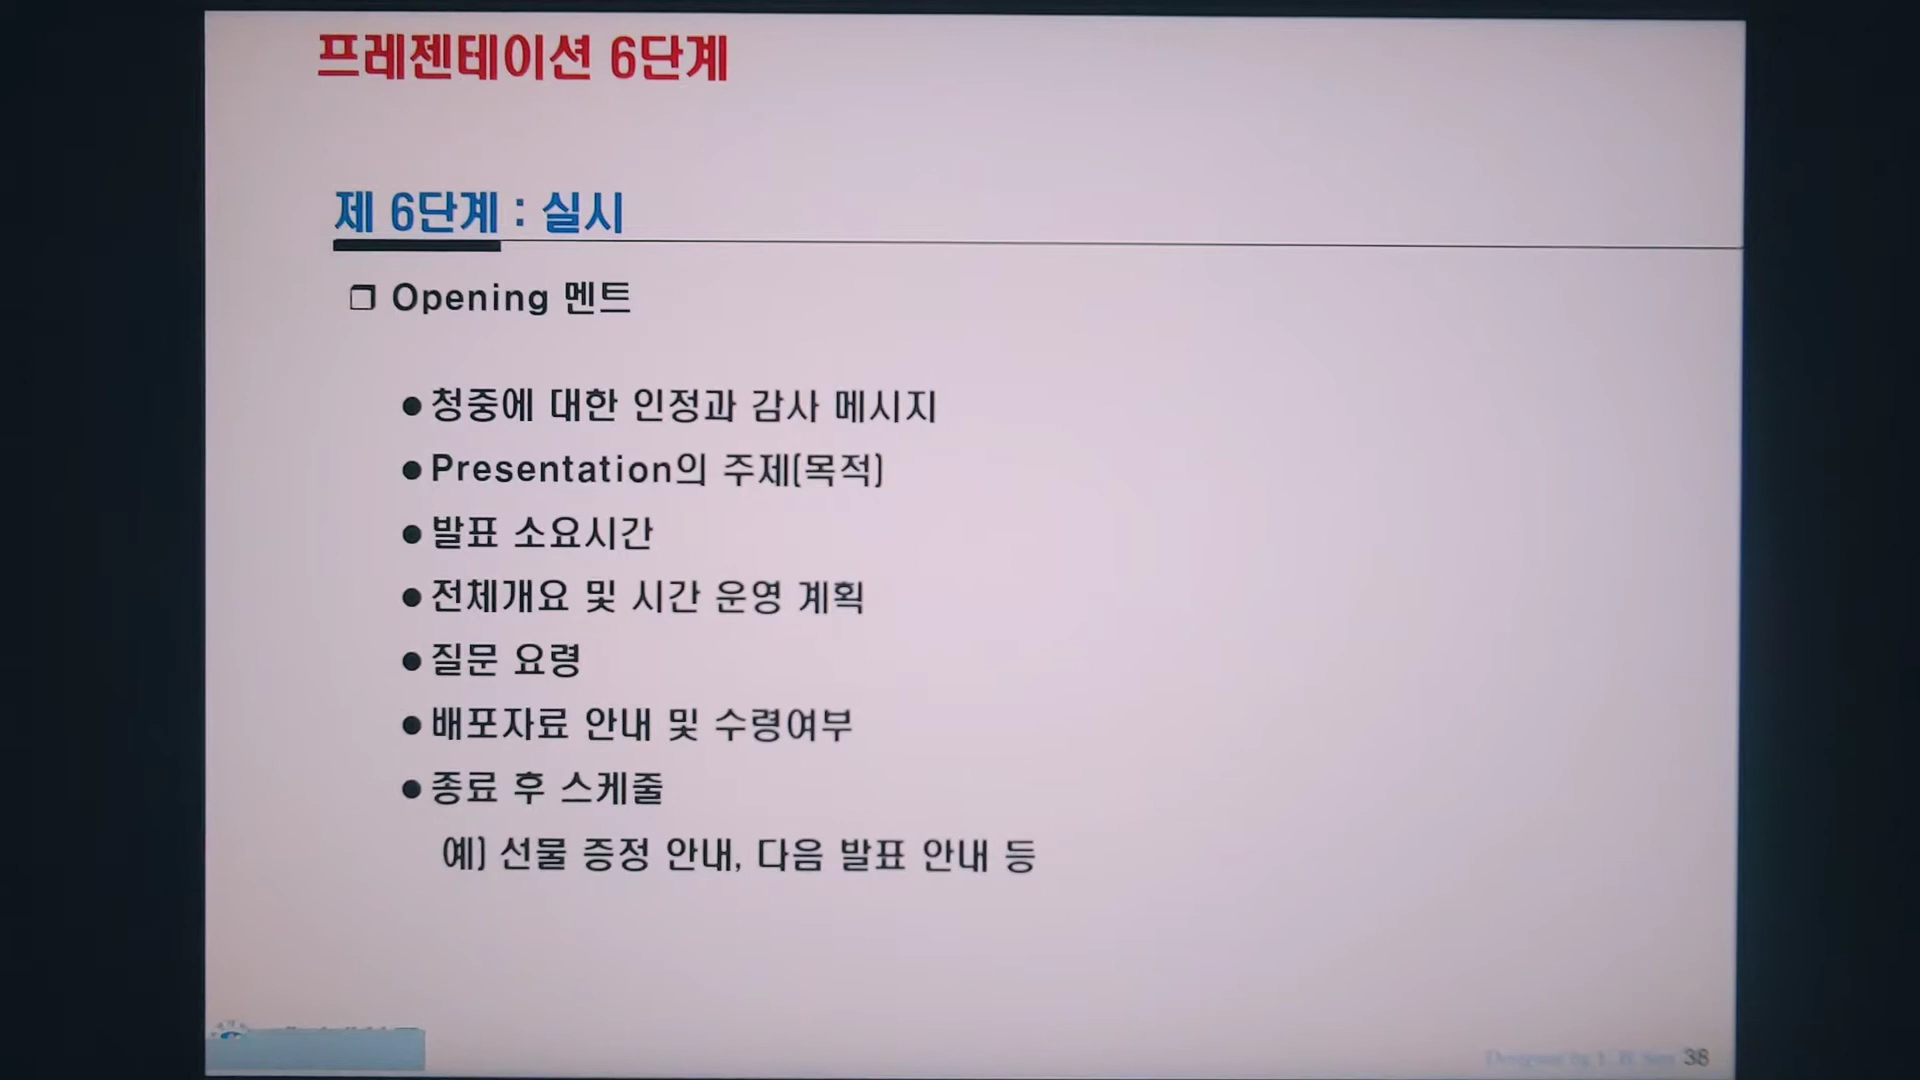 프레젠테이션 6단계
제 6단계 : 실시
❒ Opening 멘트
● 청중에 대한 인정과 감사 메시지
● Presentation의 주제(목적)
● 발표 소요시간
● 전체개요 및 시간 운영 계획
● 질문 요령
● 배포자료 안내 및 수령여부
● 종료 후 스케줄
예) 선물 증정 안내, 다음 발표 안내 등
38